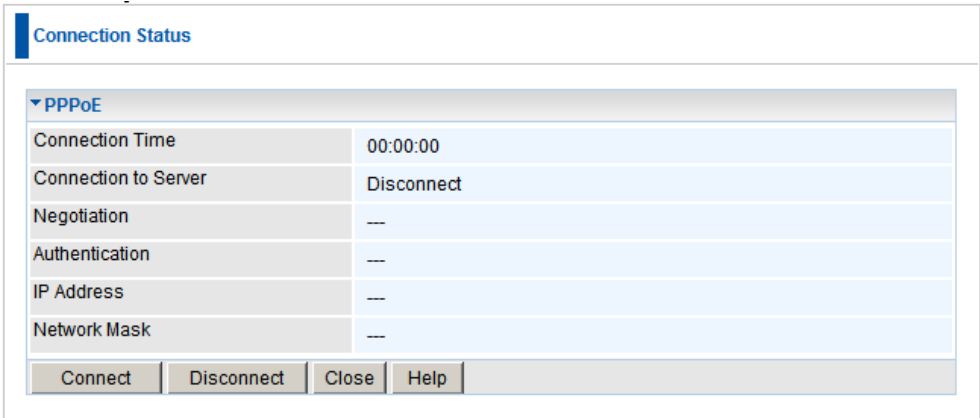 Connection Status
PPPoE
Connection Time 00:00:00
Connection to Server Disconnect
Negotiation ---
Authentication ---
IP Address ---
Network Mask ---
Connect Disconnect Close Help